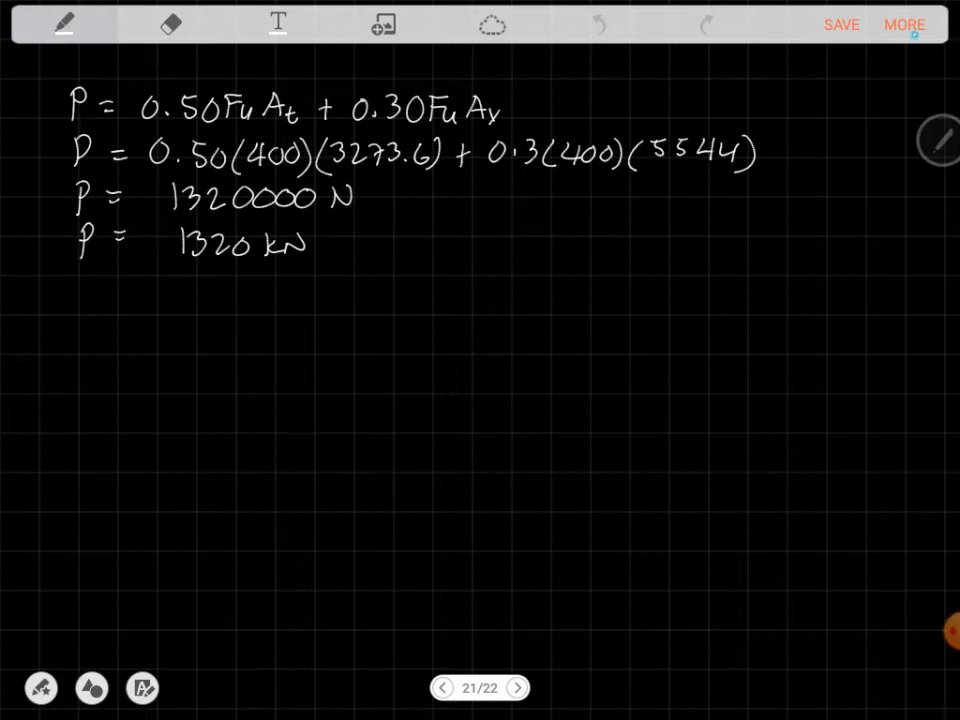 SAVE MORE
P = 0.50Fu At + 0.30Fu Av
P = 0.50(400)(3273.6) + 0.3(400)(5544)
P = 1320000 N
P = 1320 kN
21/22